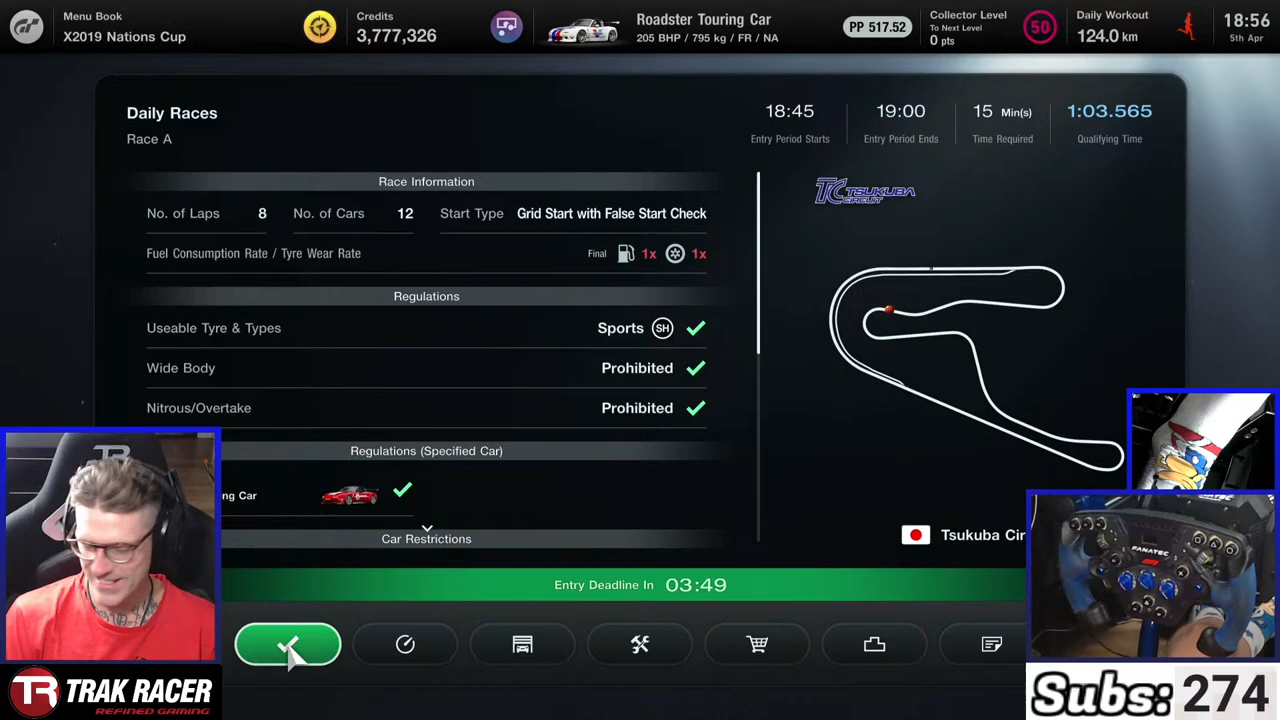 Menu Book
X2019 Nations Cup
Credits
3,777,326
Roadster Touring Car
205 BHP / 795 kg / FR / NA
PP 517.52
Collector Level
To Next Level
0 pts
50
Daily Workout
124.0 km
18:56
5th Apr
Daily Races
Race A
18:45
Entry Period Starts
19:00
Entry Period Ends
15 Min(s)
Time Required
1:03.565
Qualifying Time
Race Information
No. of Laps 8
No. of Cars 12
Start Type Grid Start with False Start Check
Fuel Consumption Rate / Tyre Wear Rate
Final 1x 1x
Regulations
Useable Tyre & Types Sports SH
Wide Body Prohibited
Nitrous/Overtake Prohibited
Regulations (Specified Car)
ng Car
Car Restrictions
TC TSUKUBA
CIRCUIT
Tsukuba Cir
Entry Deadline In 03:49
FANATEC
TR TRAK RACER
REFINED GAMING
Subs: 274